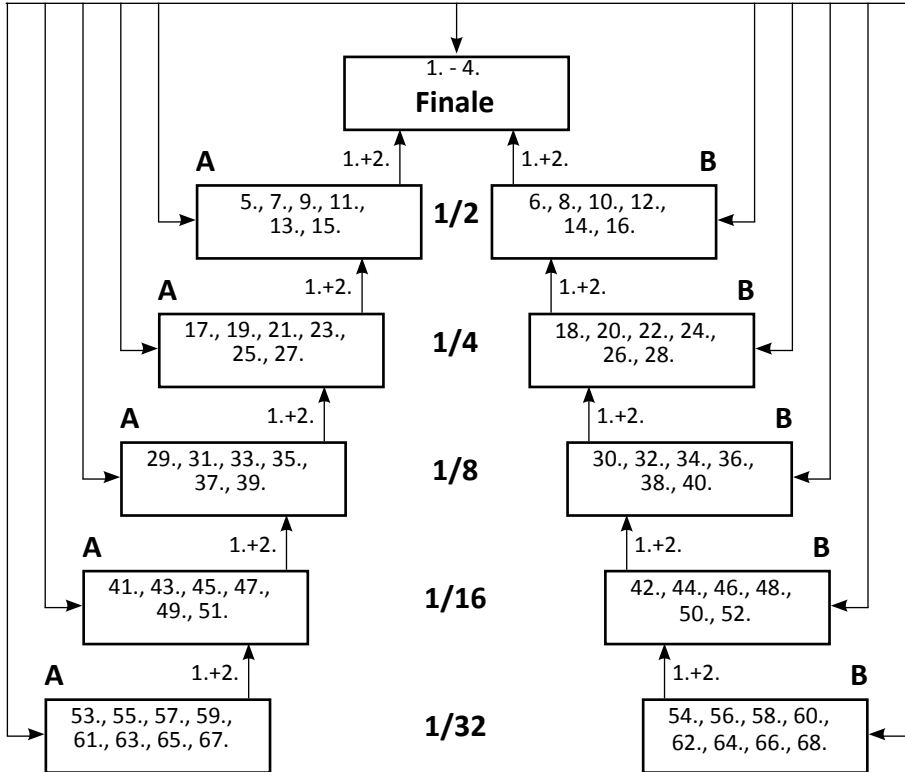 1. - 4.
Finale
1.+2.
1.+2.
A
B
5., 7., 9., 11.,
13., 15.
1/2
6., 8., 10., 12.,
14., 16.
1.+2.
1.+2.
A
B
17., 19., 21., 23.,
25., 27.
1/4
18., 20., 22., 24.,
26., 28.
1.+2.
1.+2.
A
B
29., 31., 33., 35.,
37., 39.
1/8
30., 32., 34., 36.,
38., 40.
1.+2.
1.+2.
A
B
41., 43., 45., 47.,
49., 51.
1/16
42., 44., 46., 48.,
50., 52.
1.+2.
1.+2.
A
B
53., 55., 57., 59.,
61., 63., 65., 67.
1/32
54., 56., 58., 60.,
62., 64., 66., 68.